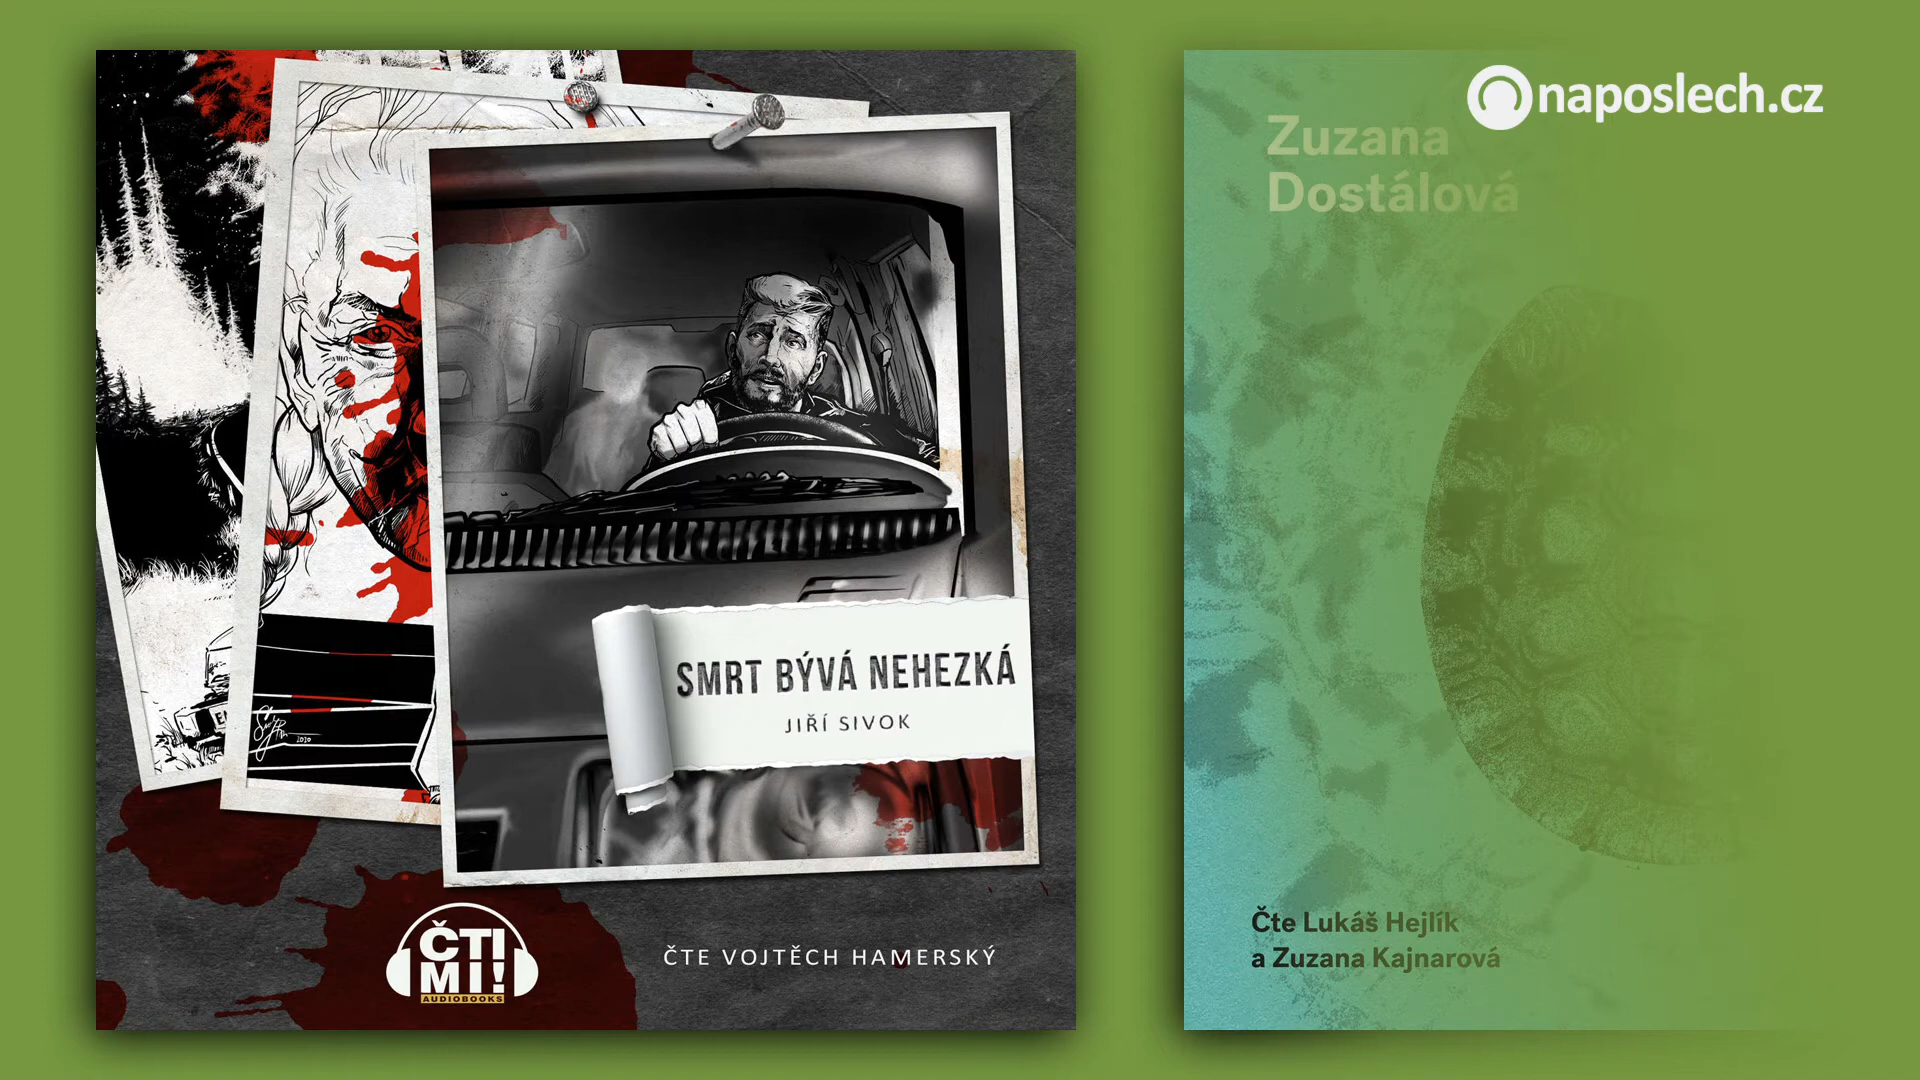 SMRT BÝVÁ NEHEZKÁ
JIŘÍ SIVOK
2020
ČTI
MI!
AUDIOBOOKS
ČTE VOJTĚCH HAMERSKÝ
naposlech.cz
Zuzana
Dostálová
Čte Lukáš Hejlík
a Zuzana Kajnarová